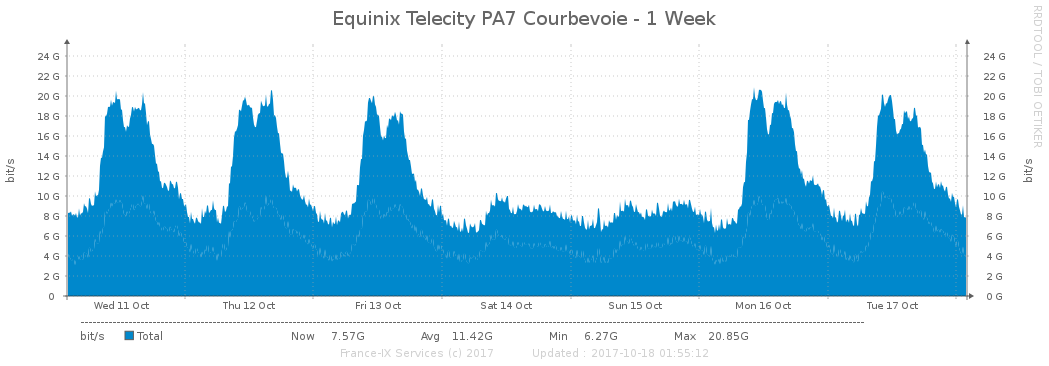 Equinix Telecity PA7 Courbevoie - 1 Week
RRDTOOL / TOBI OETIKER
24 G 24 G
22 G 22 G
20 G 20 G
18 G 18 G
16 G 16 G
14 G 14 G
12 G 12 G
10 G 10 G
8 G 8 G
6 G 6 G
4 G 4 G
2 G 2 G
0 0 G
bit/s bit/s
Wed 11 Oct Thu 12 Oct Fri 13 Oct Sat 14 Oct Sun 15 Oct Mon 16 Oct Tue 17 Oct
bit/s Total Now 7.57G Avg 11.42G Min 6.27G Max 20.85G
France-IX Services (c) 2017 Updated : 2017-10-18 01:55:12